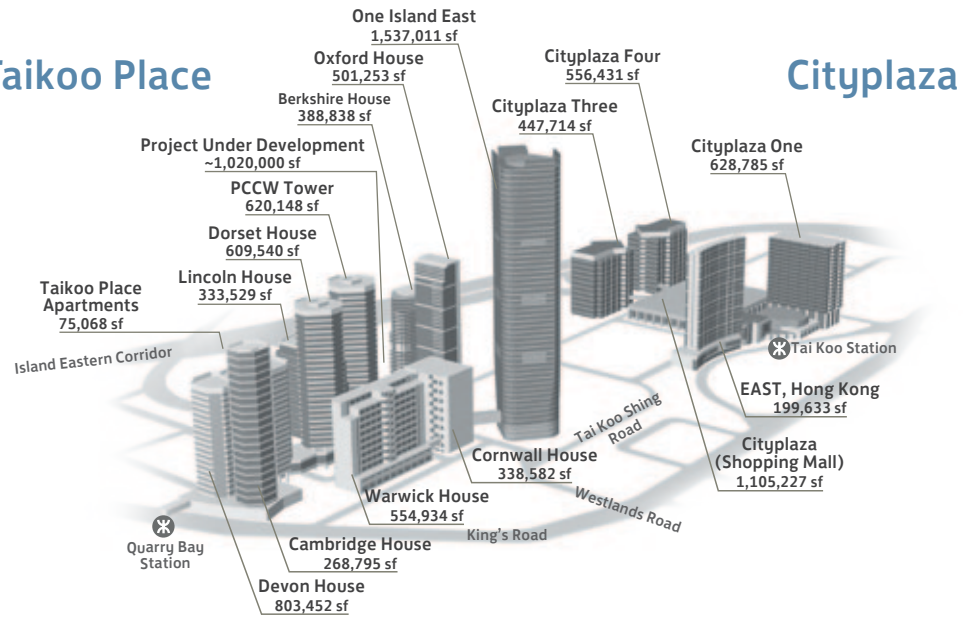 Taikoo Place
Cityplaza
One Island East
1,537,011 sf
Oxford House
501,253 sf
Berkshire House
388,838 sf
Project Under Development
~1,020,000 sf
PCCW Tower
620,148 sf
Dorset House
609,540 sf
Lincoln House
333,529 sf
Taikoo Place
Apartments
75,068 sf
Island Eastern Corridor
Cityplaza Four
556,431 sf
Cityplaza Three
447,714 sf
Cityplaza One
628,785 sf
Tai Koo Station
EAST, Hong Kong
199,633 sf
Cityplaza
(Shopping Mall)
1,105,227 sf
Tai Koo Shing
Road
Westlands Road
King's Road
Cornwall House
338,582 sf
Warwick House
554,934 sf
Cambridge House
268,795 sf
Devon House
803,452 sf
Quarry Bay
Station